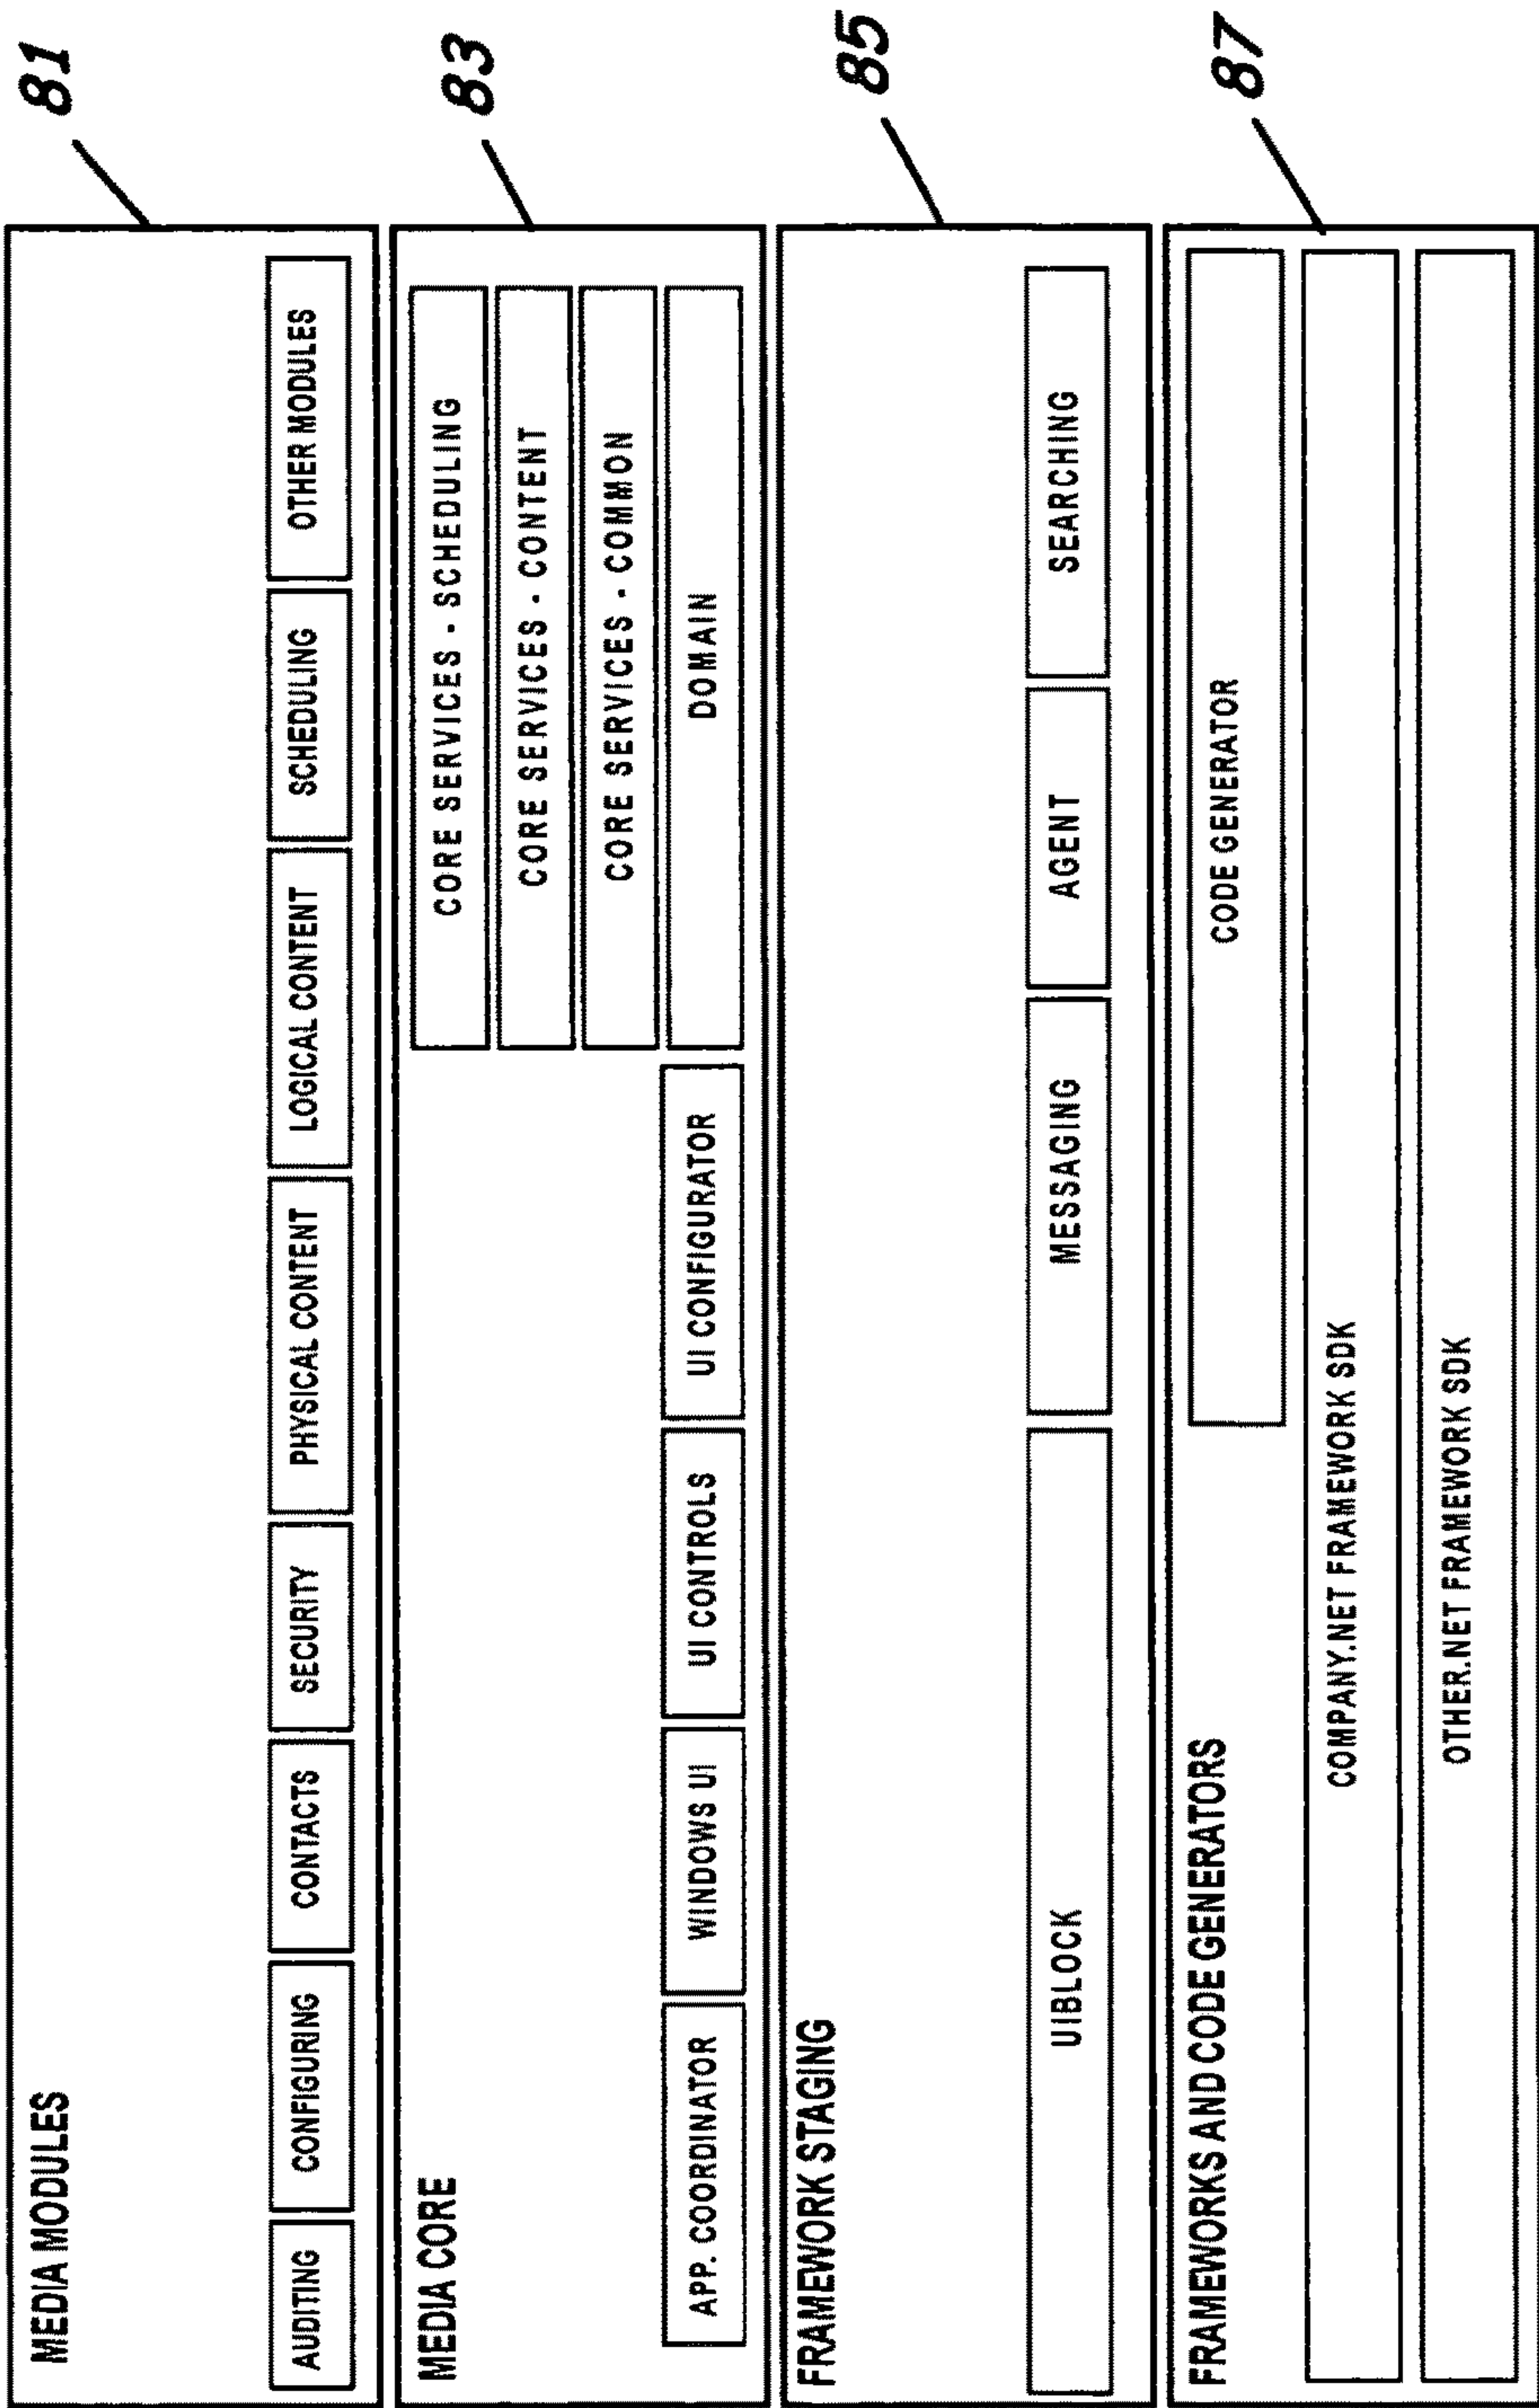 81
MEDIA MODULES
AUDITING
CONFIGURING
CONTACTS
SECURITY
PHYSICAL CONTENT
LOGICAL CONTENT
SCHEDULING
OTHER MODULES
83
MEDIA CORE
APP. COORDINATOR
WINDOWS UI
UI CONTROLS
UI CONFIGURATOR
CORE SERVICES - SCHEDULING
CORE SERVICES - CONTENT
CORE SERVICES - COMMON
DOMAIN
85
FRAMEWORK STAGING
UIBLOCK
MESSAGING
AGENT
SEARCHING
87
FRAMEWORKS AND CODE GENERATORS
CODE GENERATOR
COMPANY.NET FRAMEWORK SDK
OTHER.NET FRAMEWORK SDK